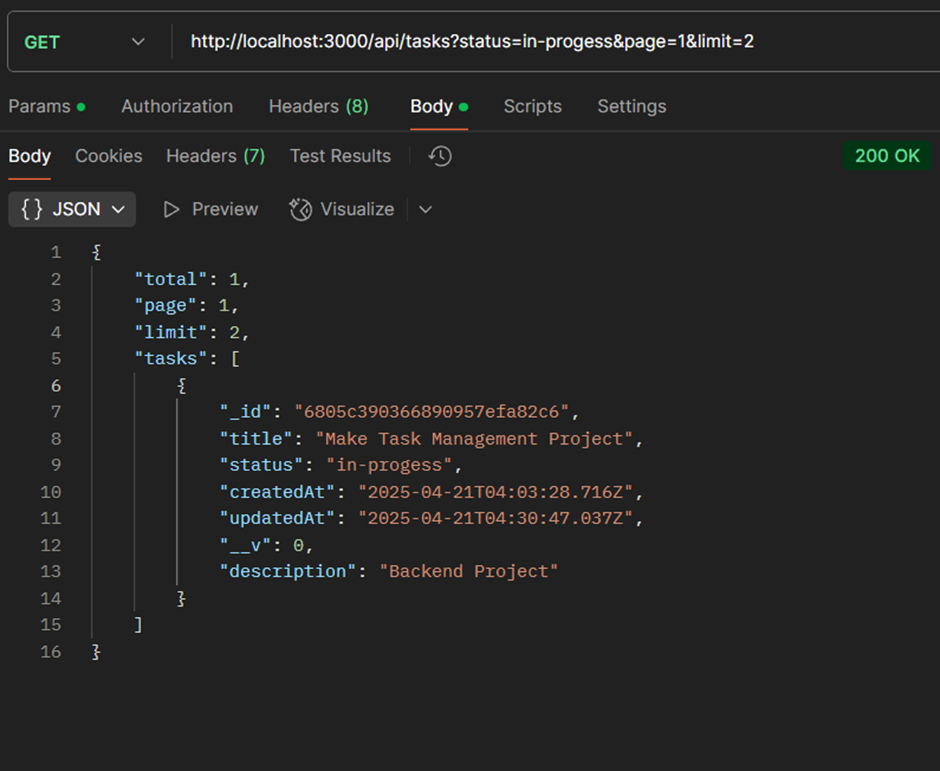 GET http://localhost:3000/api/tasks?status=in-progess&page=1&limit=2
Params Authorization Headers (8) Body Scripts Settings
Body Cookies Headers (7) Test Results 200 OK
{} JSON Preview Visualize
1 {
2 "total": 1,
3 "page": 1,
4 "limit": 2,
5 "tasks": [
6 {
7 "_id": "6805c390366890957efa82c6",
8 "title": "Make Task Management Project",
9 "status": "in-progess",
10 "createdAt": "2025-04-21T04:03:28.716Z",
11 "updatedAt": "2025-04-21T04:30:47.037Z",
12 "__v": 0,
13 "description": "Backend Project"
14 }
15 ]
16 }